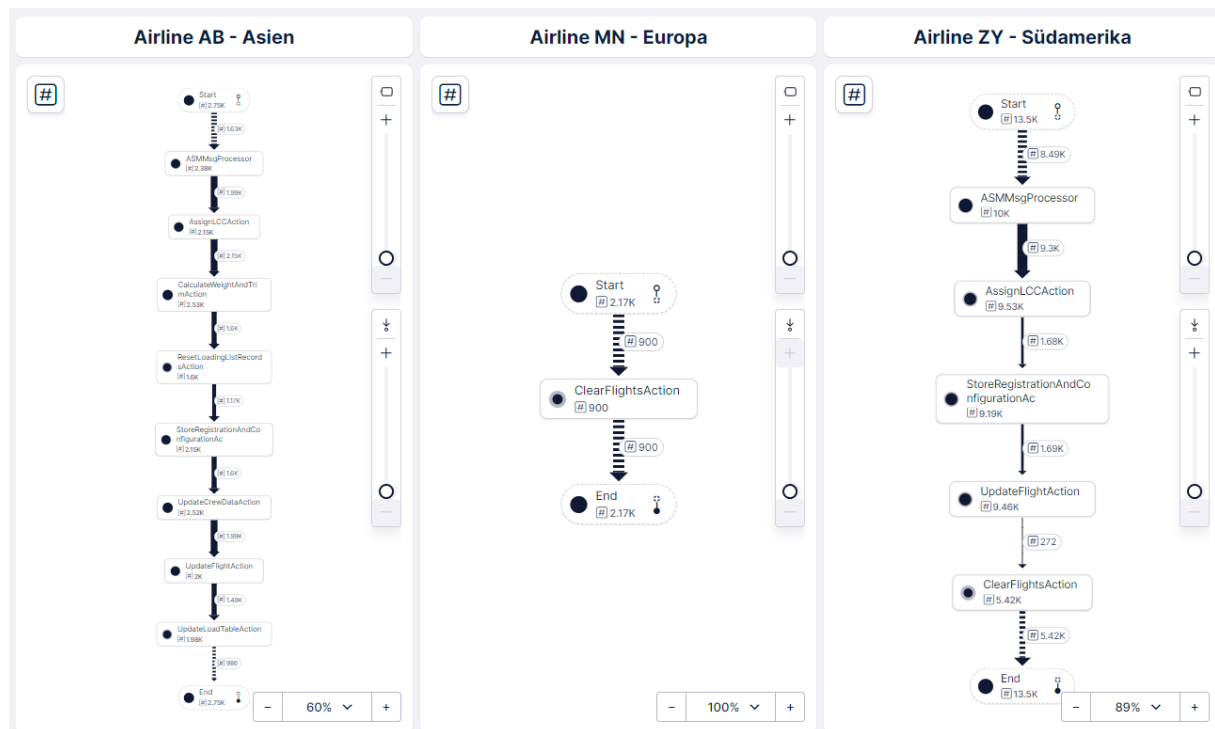 Airline AB - Asien
Start
# 2.75K
# 1.63K
ASMMsgProcessor
# 2.38K
# 1.99K
AssignLCCAction
# 2.15K
# 2.15K
CalculateWeightAndTri
mAction
# 2.53K
# 1.6K
ResetLoadingListRecord
sAction
# 1.6K
# 1.17K
StoreRegistrationAndCo
nfigurationAc
# 2.15K
# 1.6K
UpdateCrewDataAction
# 2.52K
# 1.99K
UpdateFlightAction
# 2K
# 1.49K
UpdateLoadTableAction
# 1.98K
End
# 2.75K
60%
Airline MN - Europa
Start
# 2.17K
# 900
ClearFlightsAction
# 900
# 900
End
# 2.17K
100%
Airline ZY - Südamerika
Start
# 13.5K
# 8.49K
ASMMsgProcessor
# 10K
# 9.3K
AssignLCCAction
# 9.53K
# 1.68K
StoreRegistrationAndCo
nfigurationAc
# 9.19K
# 1.69K
UpdateFlightAction
# 9.46K
# 272
ClearFlightsAction
# 5.42K
# 5.42K
End
# 13.5K
89%